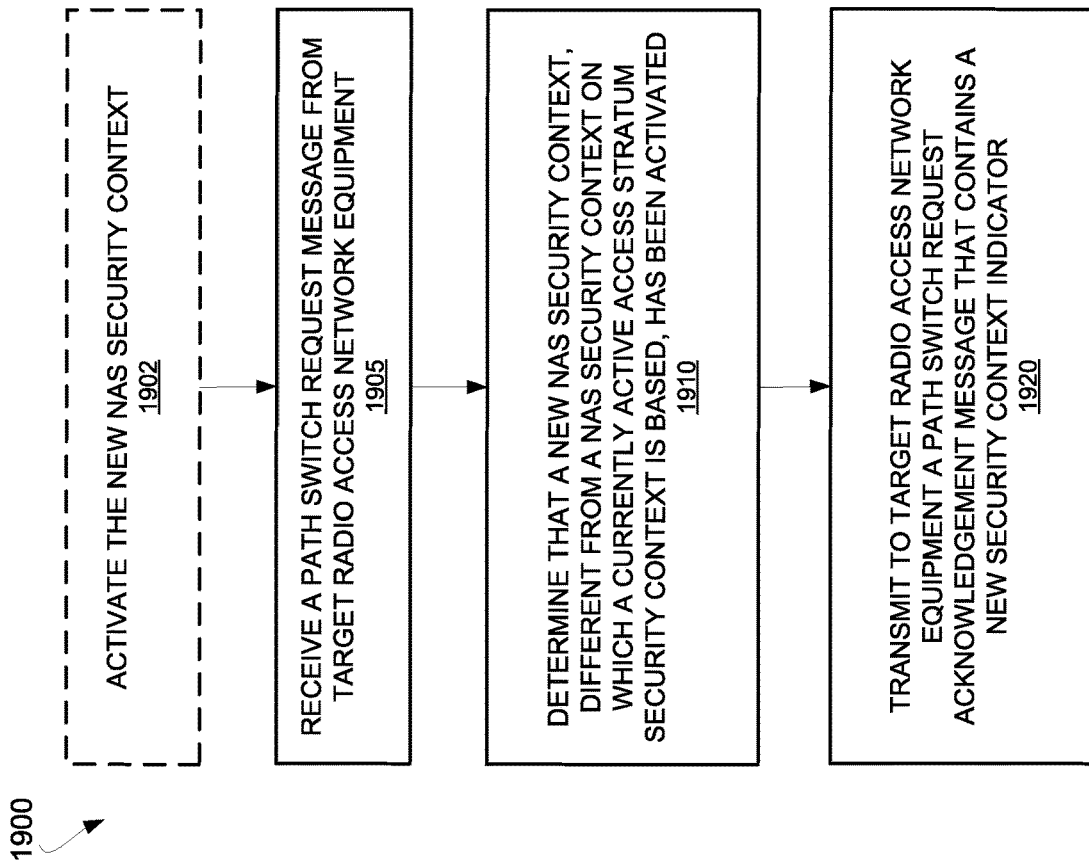 1900
ACTIVATE THE NEW NAS SECURITY CONTEXT
1902
RECEIVE A PATH SWITCH REQUEST MESSAGE FROM
TARGET RADIO ACCESS NETWORK EQUIPMENT
1905
DETERMINE THAT A NEW NAS SECURITY CONTEXT,
DIFFERENT FROM A NAS SECURITY CONTEXT ON
WHICH A CURRENTLY ACTIVE ACCESS STRATUM
SECURITY CONTEXT IS BASED, HAS BEEN ACTIVATED
1910
TRANSMIT TO TARGET RADIO ACCESS NETWORK
EQUIPMENT A PATH SWITCH REQUEST
ACKNOWLEDGEMENT MESSAGE THAT CONTAINS A
NEW SECURITY CONTEXT INDICATOR
1920